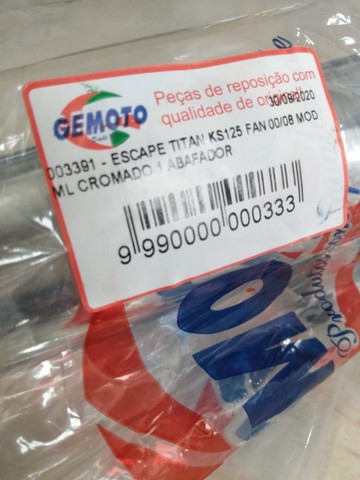 GEMOTO
Peças de reposição com
qualidade de original!
30/09/2020
003391 - ESCAPE TITAN KS125 FAN 00/08 MOD
ML CROMADO 1 ABAFADOR
9 990000 000333